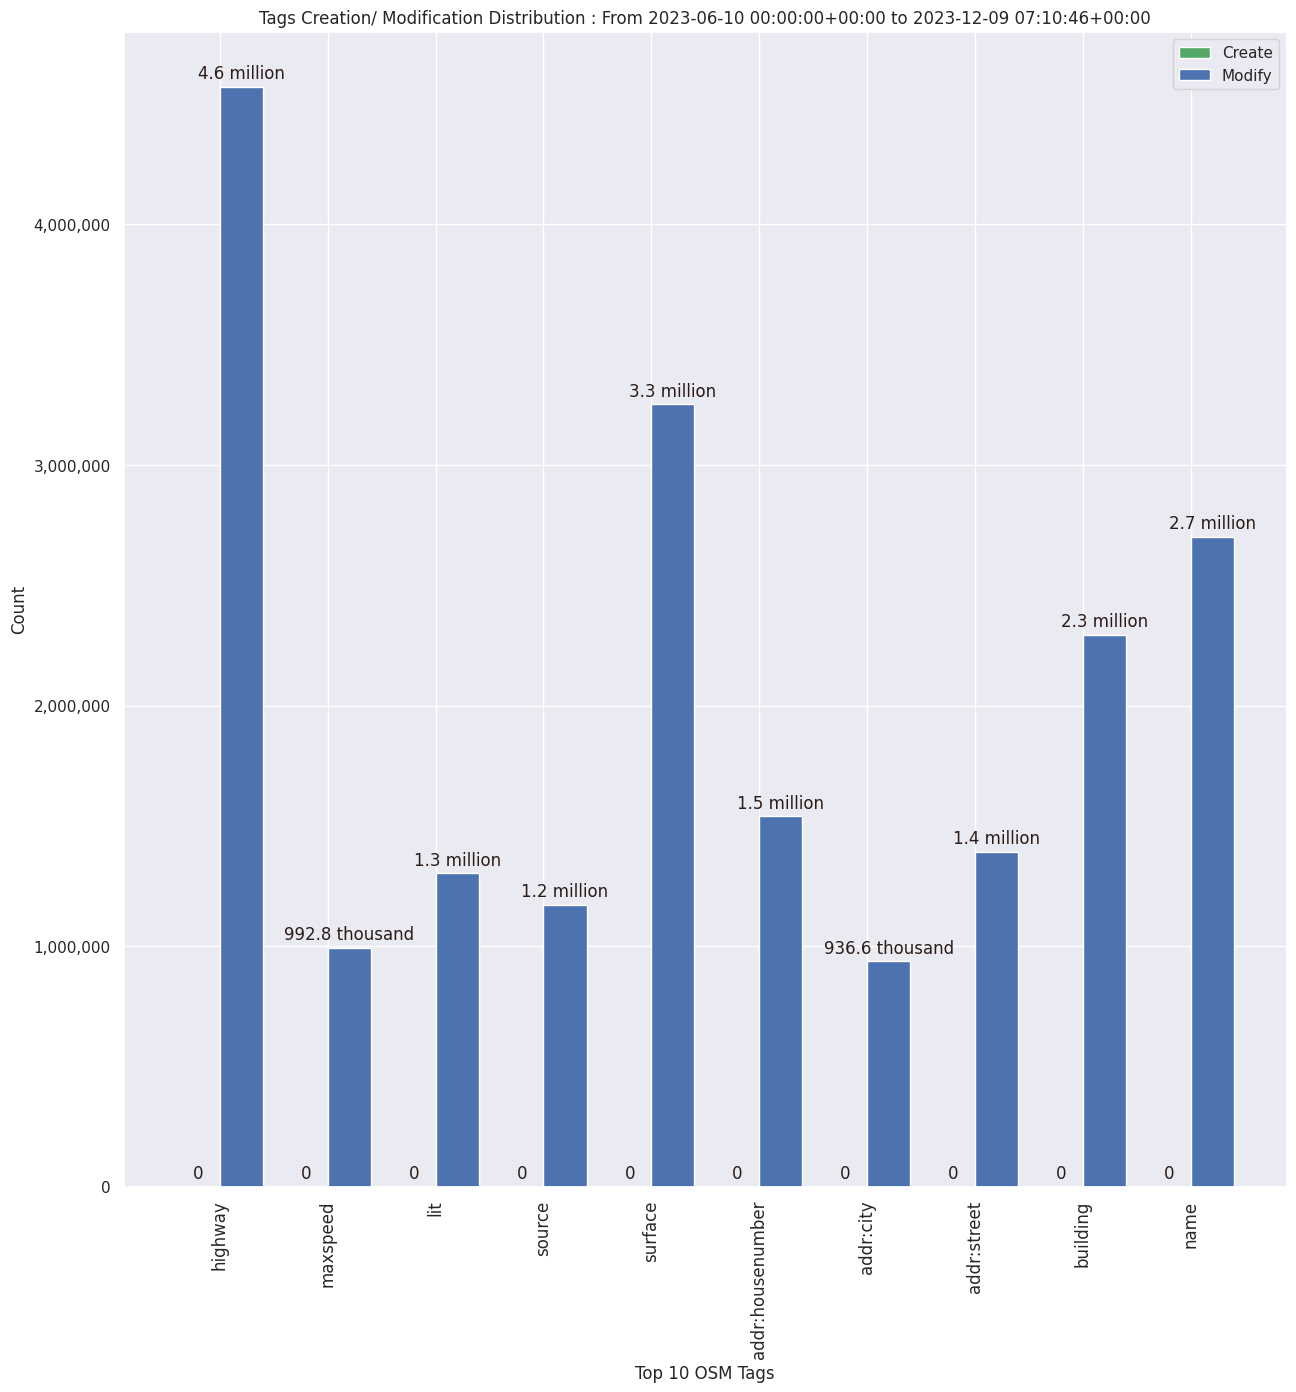 Tags Creation/ Modification Distribution : From 2023-06-10 00:00:00+00:00 to 2023-12-09 07:10:46+00:00
Create
Modify
4.6 million
992.8 thousand
1.3 million
1.2 million
3.3 million
1.5 million
936.6 thousand
1.4 million
2.3 million
2.7 million
0 0 0 0 0 0 0 0 0 0
4,000,000
3,000,000
2,000,000
1,000,000
0
Count
highway
maxspeed
lit
source
surface
addr:housenumber
addr:city
addr:street
building
name
Top 10 OSM Tags